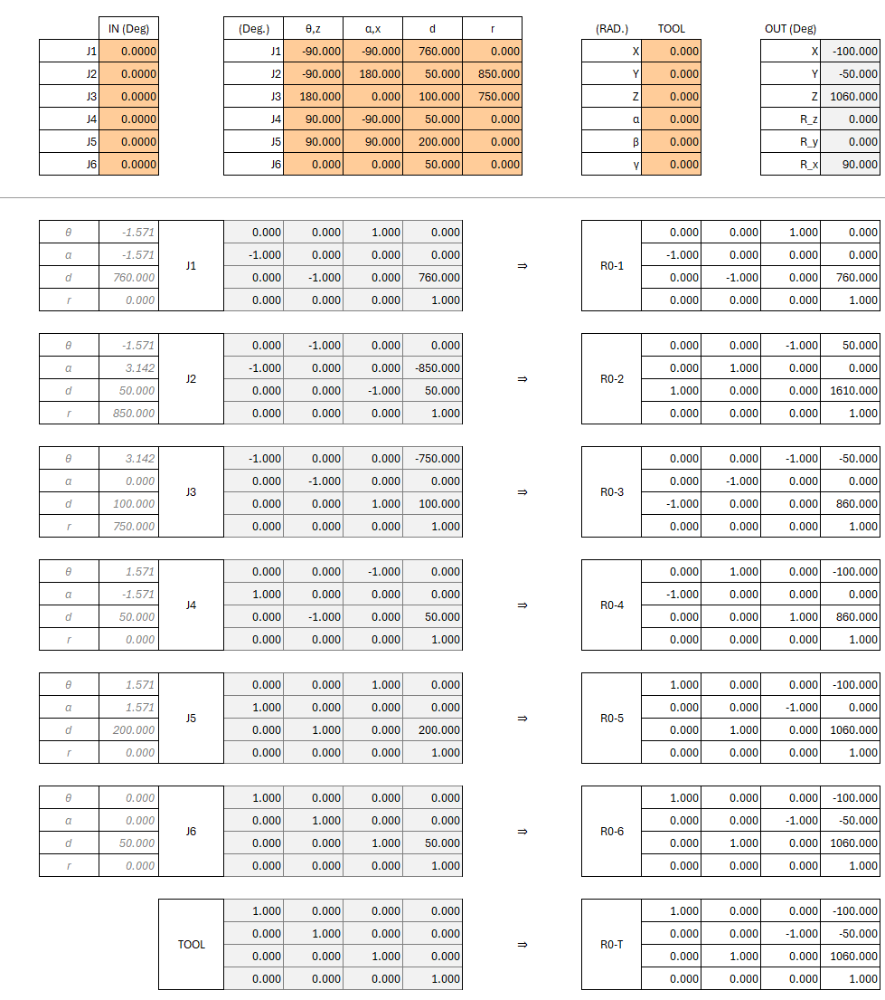 IN (Deg) (Deg.) θ,z α,x d r (RAD.) TOOL OUT (Deg)
J1 0.0000 J1 -90.000 -90.000 760.000 0.000 X 0.000 X -100.000
J2 0.0000 J2 -90.000 180.000 50.000 850.000 Y 0.000 Y -50.000
J3 0.0000 J3 180.000 0.000 100.000 750.000 Z 0.000 Z 1060.000
J4 0.0000 J4 90.000 -90.000 50.000 0.000 α 0.000 R_z 0.000
J5 0.0000 J5 90.000 90.000 200.000 0.000 β 0.000 R_y 0.000
J6 0.0000 J6 0.000 0.000 50.000 0.000 γ 0.000 R_x 90.000
θ -1.571 0.000 0.000 1.000 0.000 0.000 0.000 1.000 0.000
α -1.571 J1 -1.000 0.000 0.000 0.000 ⇒ R0-1 -1.000 0.000 0.000 0.000
d 760.000 0.000 -1.000 0.000 760.000 0.000 -1.000 0.000 760.000
r 0.000 0.000 0.000 0.000 1.000 0.000 0.000 0.000 1.000
θ -1.571 0.000 -1.000 0.000 0.000 0.000 0.000 -1.000 50.000
α 3.142 J2 -1.000 0.000 0.000 -850.000 ⇒ R0-2 0.000 1.000 0.000 0.000
d 50.000 0.000 0.000 -1.000 50.000 1.000 0.000 0.000 1610.000
r 850.000 0.000 0.000 0.000 1.000 0.000 0.000 0.000 1.000
θ 3.142 -1.000 0.000 0.000 -750.000 0.000 0.000 -1.000 -50.000
α 0.000 J3 0.000 -1.000 0.000 0.000 ⇒ R0-3 0.000 -1.000 0.000 0.000
d 100.000 0.000 0.000 1.000 100.000 -1.000 0.000 0.000 860.000
r 750.000 0.000 0.000 0.000 1.000 0.000 0.000 0.000 1.000
θ 1.571 0.000 0.000 -1.000 0.000 0.000 1.000 0.000 -100.000
α -1.571 J4 1.000 0.000 0.000 0.000 ⇒ R0-4 -1.000 0.000 0.000 0.000
d 50.000 0.000 -1.000 0.000 50.000 0.000 0.000 1.000 860.000
r 0.000 0.000 0.000 0.000 1.000 0.000 0.000 0.000 1.000
θ 1.571 0.000 0.000 1.000 0.000 1.000 0.000 0.000 -100.000
α 1.571 J5 1.000 0.000 0.000 0.000 ⇒ R0-5 0.000 0.000 -1.000 0.000
d 200.000 0.000 1.000 0.000 200.000 0.000 1.000 0.000 1060.000
r 0.000 0.000 0.000 0.000 1.000 0.000 0.000 0.000 1.000
θ 0.000 1.000 0.000 0.000 0.000 1.000 0.000 0.000 -100.000
α 0.000 J6 0.000 1.000 0.000 0.000 ⇒ R0-6 0.000 0.000 -1.000 -50.000
d 50.000 0.000 0.000 1.000 50.000 0.000 1.000 0.000 1060.000
r 0.000 0.000 0.000 0.000 1.000 0.000 0.000 0.000 1.000
1.000 0.000 0.000 0.000 1.000 0.000 0.000 -100.000
TOOL 0.000 1.000 0.000 0.000 ⇒ R0-T 0.000 0.000 -1.000 -50.000
0.000 0.000 1.000 0.000 0.000 1.000 0.000 1060.000
0.000 0.000 0.000 1.000 0.000 0.000 0.000 1.000